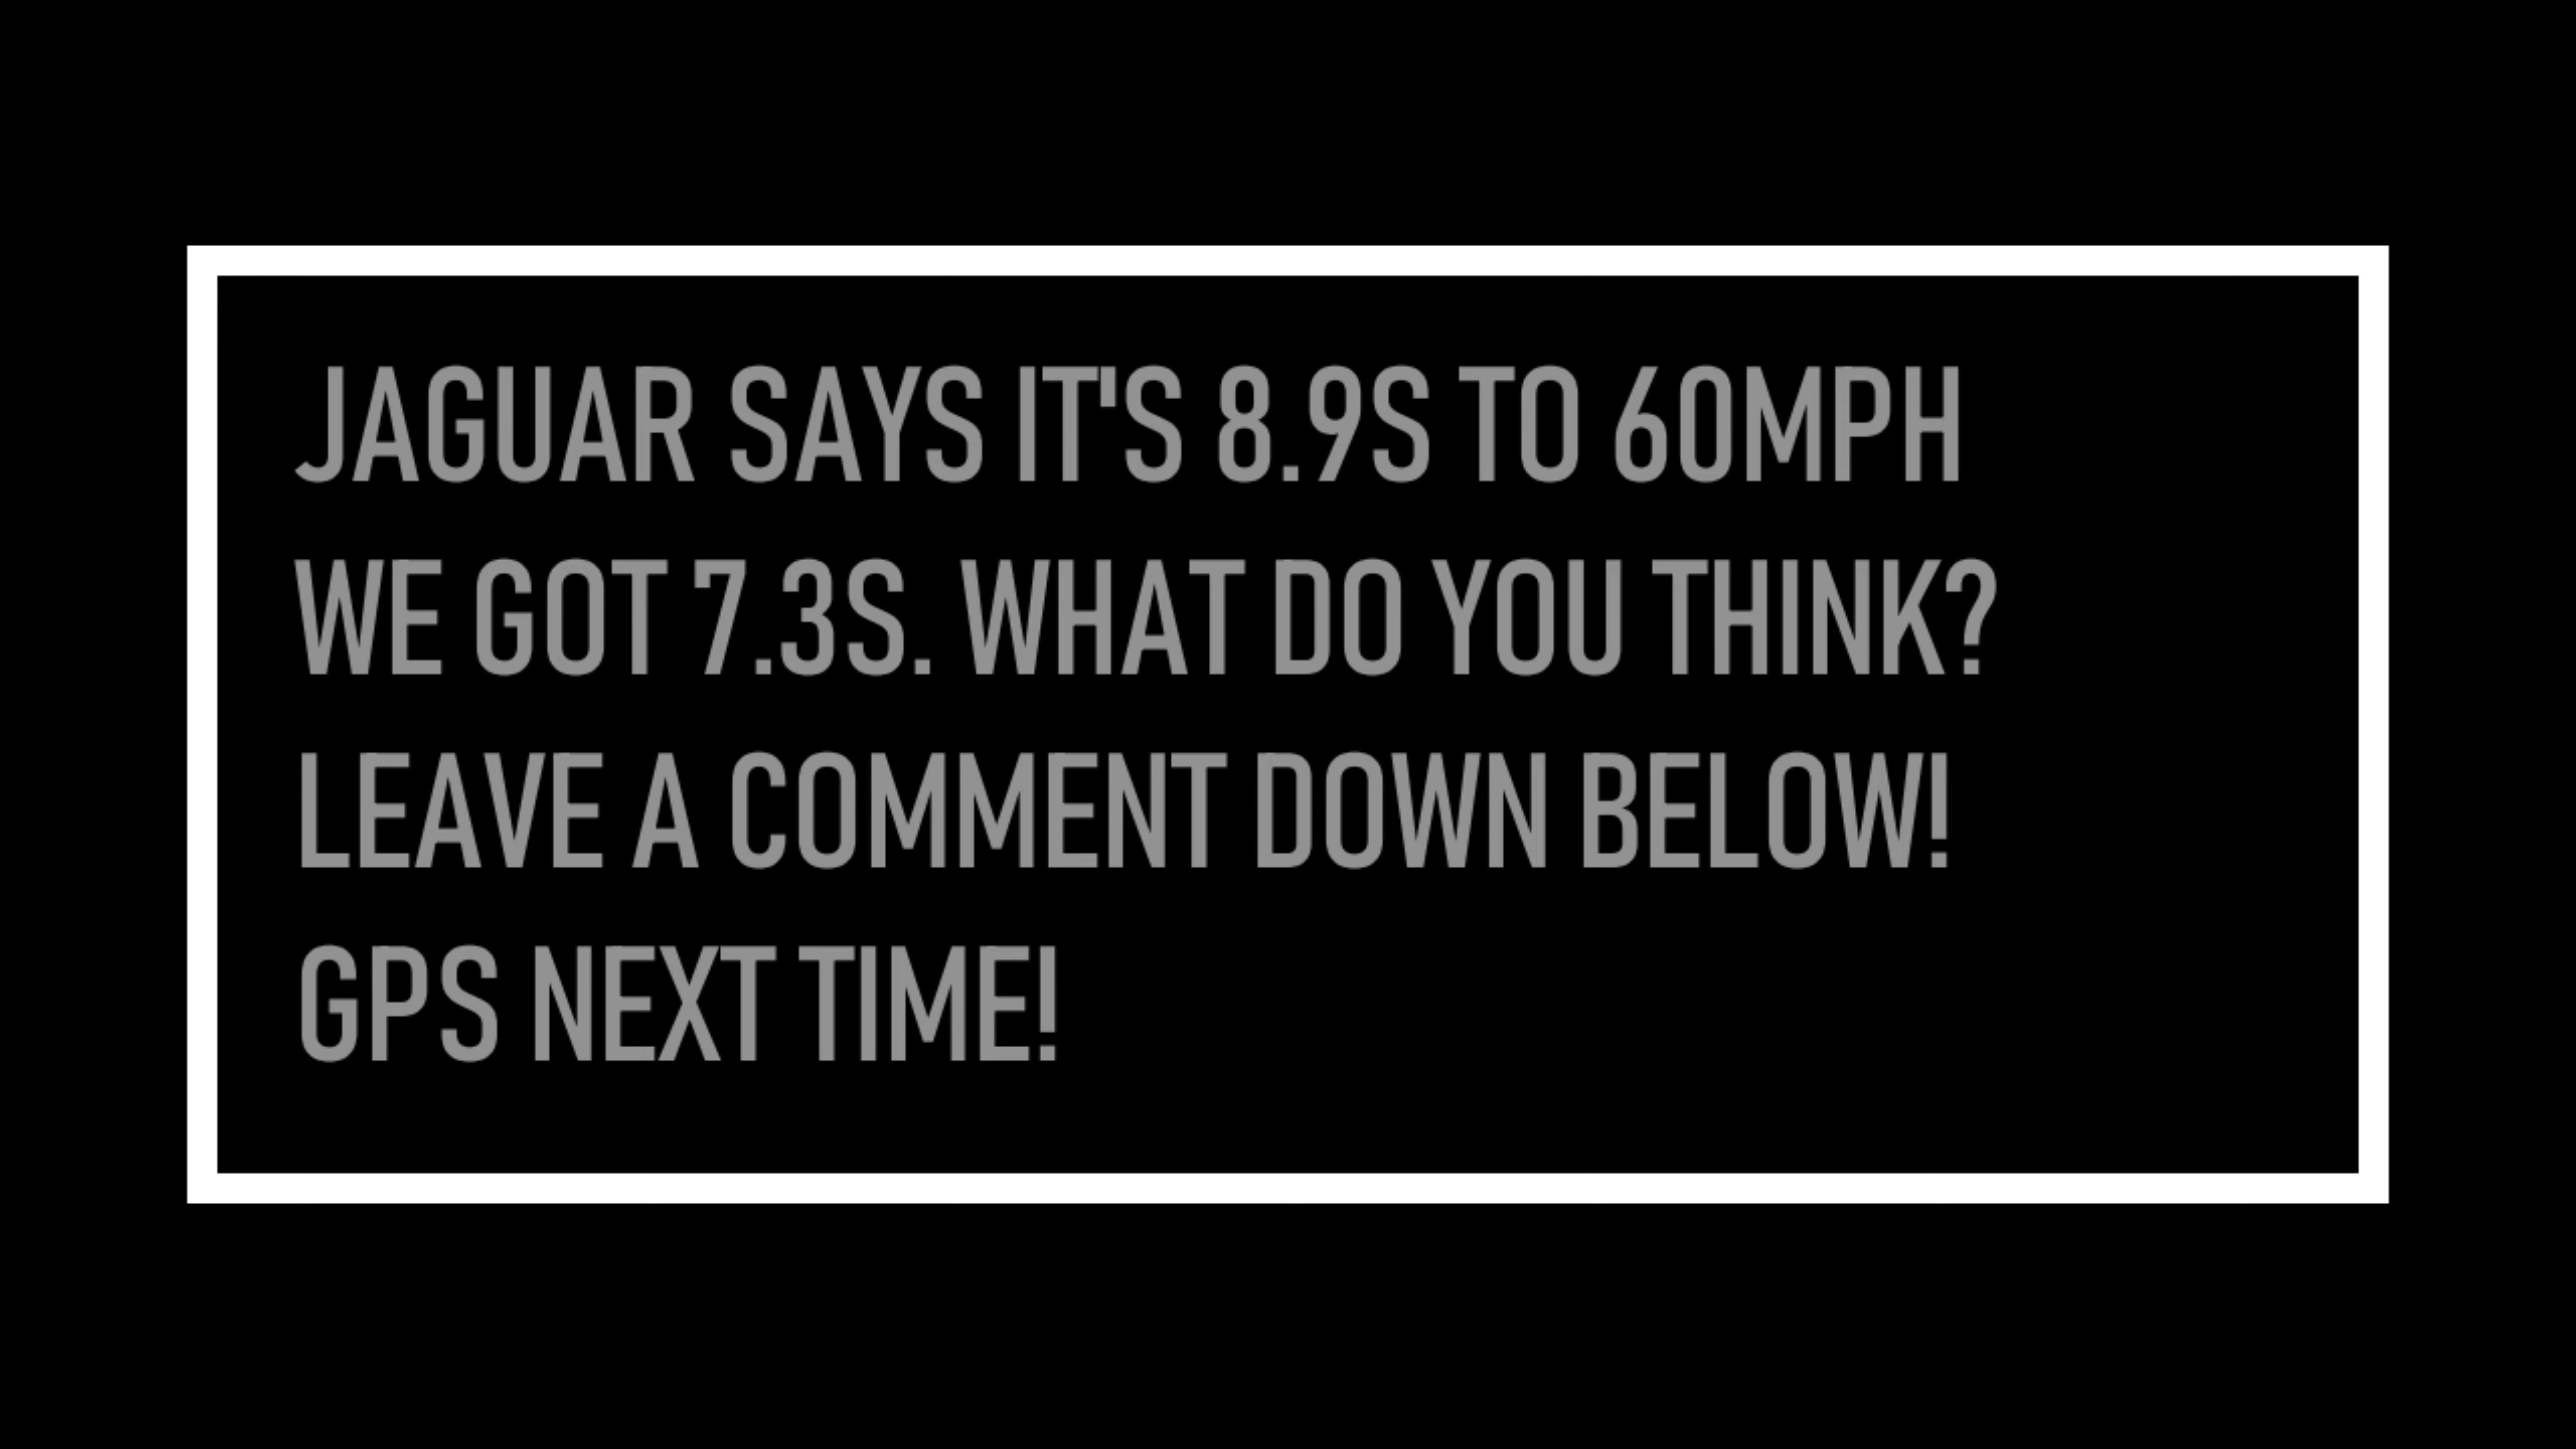 JAGUAR SAYS IT'S 8.9S TO 60MPH
WE GOT 7.3S. WHAT DO YOU THINK?
LEAVE A COMMENT DOWN BELOW!
GPS NEXT TIME!